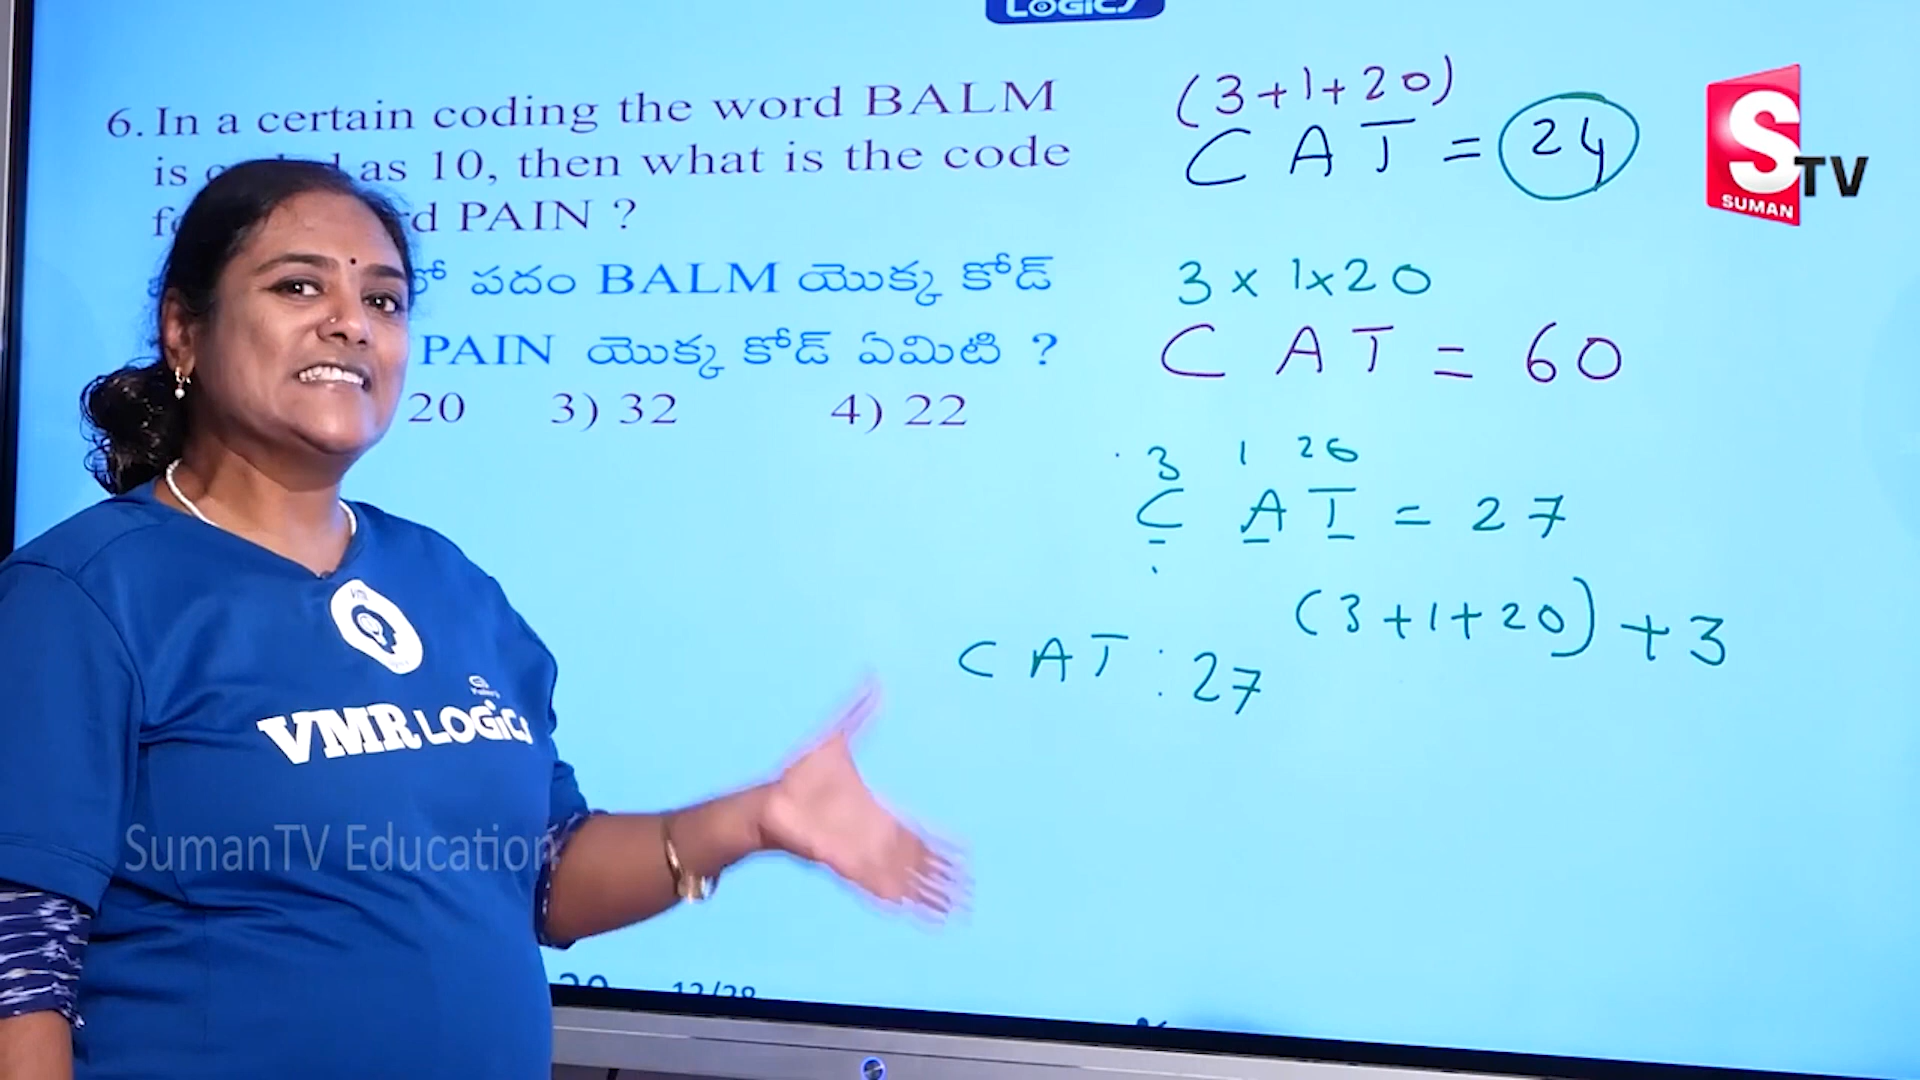 LOGICS
6. In a certain coding the word BALM
is as 10, then what is the code
PAIN ?
పదం BALM యొక్క కోడ్
PAIN యొక్క కోడ్ ఏమిటి ?
20 3) 32 4) 22
(3+1+20)
CAT = 24
3 x 1x20
CAT = 60
3 1 26
CAT = 27
(3+1+20) + 3
CAT : 27
S TV
SUMAN
VMR LOGICS
SumanTV Education